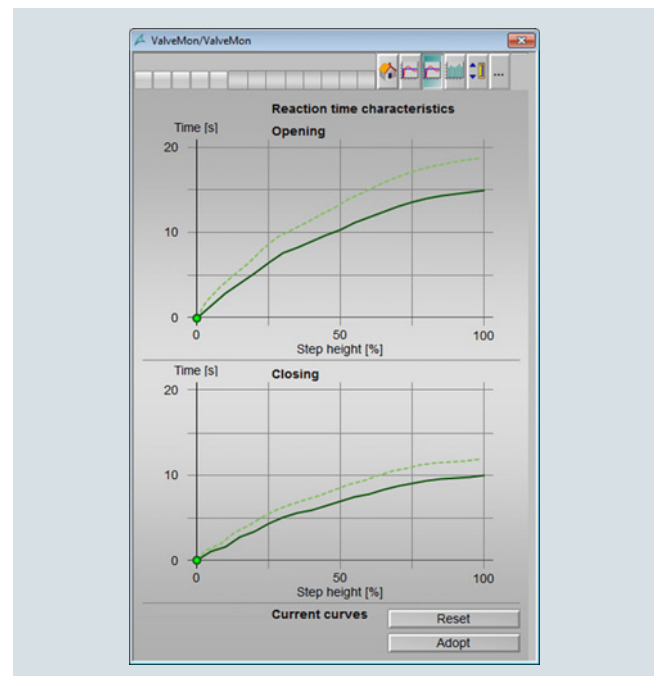 ValveMon/ValveMon
...
Reaction time characteristics
Time [s]
Opening
20
10
0
0 50 100
Step height [%]
Time [s]
Closing
20
10
0
0 50 100
Step height [%]
Current curves
Reset
Adopt